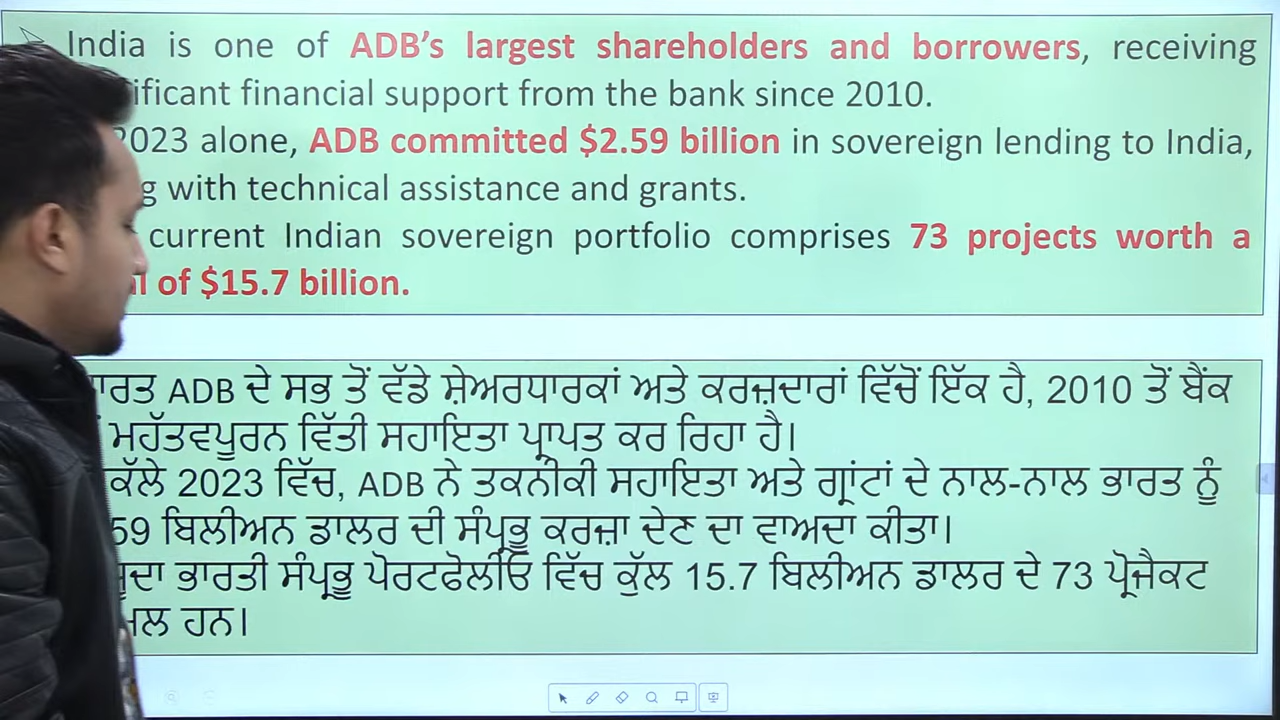 India is one of ADB's largest shareholders and borrowers, receiving
financial support from the bank since 2010.
2023 alone, ADB committed $2.59 billion in sovereign lending to India,
with technical assistance and grants.
current Indian sovereign portfolio comprises 73 projects worth a
of $15.7 billion.
ADB ਦੇ ਸਭ ਤੋਂ ਵੱਡੇ ਸ਼ੇਅਰਧਾਰਕਾਂ ਅਤੇ ਕਰਜ਼ਦਾਰਾਂ ਵਿੱਚੋਂ ਇੱਕ ਹੈ, 2010 ਤੋਂ ਬੈਂਕ
ਮਹੱਤਵਪੂਰਨ ਵਿੱਤੀ ਸਹਾਇਤਾ ਪ੍ਰਾਪਤ ਕਰ ਰਿਹਾ ਹੈ।
2023 ਵਿੱਚ, ADB ਨੇ ਤਕਨੀਕੀ ਸਹਾਇਤਾ ਅਤੇ ਗ੍ਰਾਂਟਾਂ ਦੇ ਨਾਲ-ਨਾਲ ਭਾਰਤ ਨੂੰ
ਬਿਲੀਅਨ ਡਾਲਰ ਦੀ ਸੰਪ੍ਰਭੂ ਕਰਜ਼ਾ ਦੇਣ ਦਾ ਵਾਅਦਾ ਕੀਤਾ।
ਭਾਰਤੀ ਸੰਪ੍ਰਭੂ ਪੋਰਟਫੋਲੀਓ ਵਿੱਚ ਕੁੱਲ 15.7 ਬਿਲੀਅਨ ਡਾਲਰ ਦੇ 73 ਪ੍ਰੋਜੈਕਟ
ਹਨ।